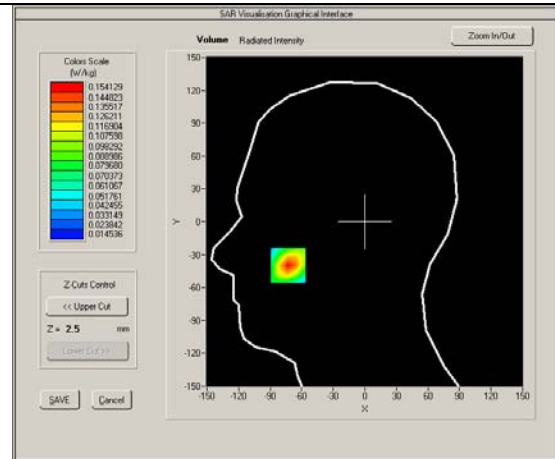 SAR Visualisation Graphical Interface
Volume Radiated Intensity
Zoom In/Out
Colors Scale
(W/kg)
0.154129
0.144823
0.135517
0.126211
0.116904
0.107598
0.098292
0.088986
0.079680
0.070373
0.061067
0.051761
0.042455
0.033149
0.023842
0.014536
Z-Cuts Control
<< Upper Cut
Z = 2.5 mm
Lower Cut >>
SAVE Cancel
150
120
90
60
30
0
-30
-60
-90
-120
-150
Y
-150 -120 -90 -60 -30 0 30 60 90 120 150
X